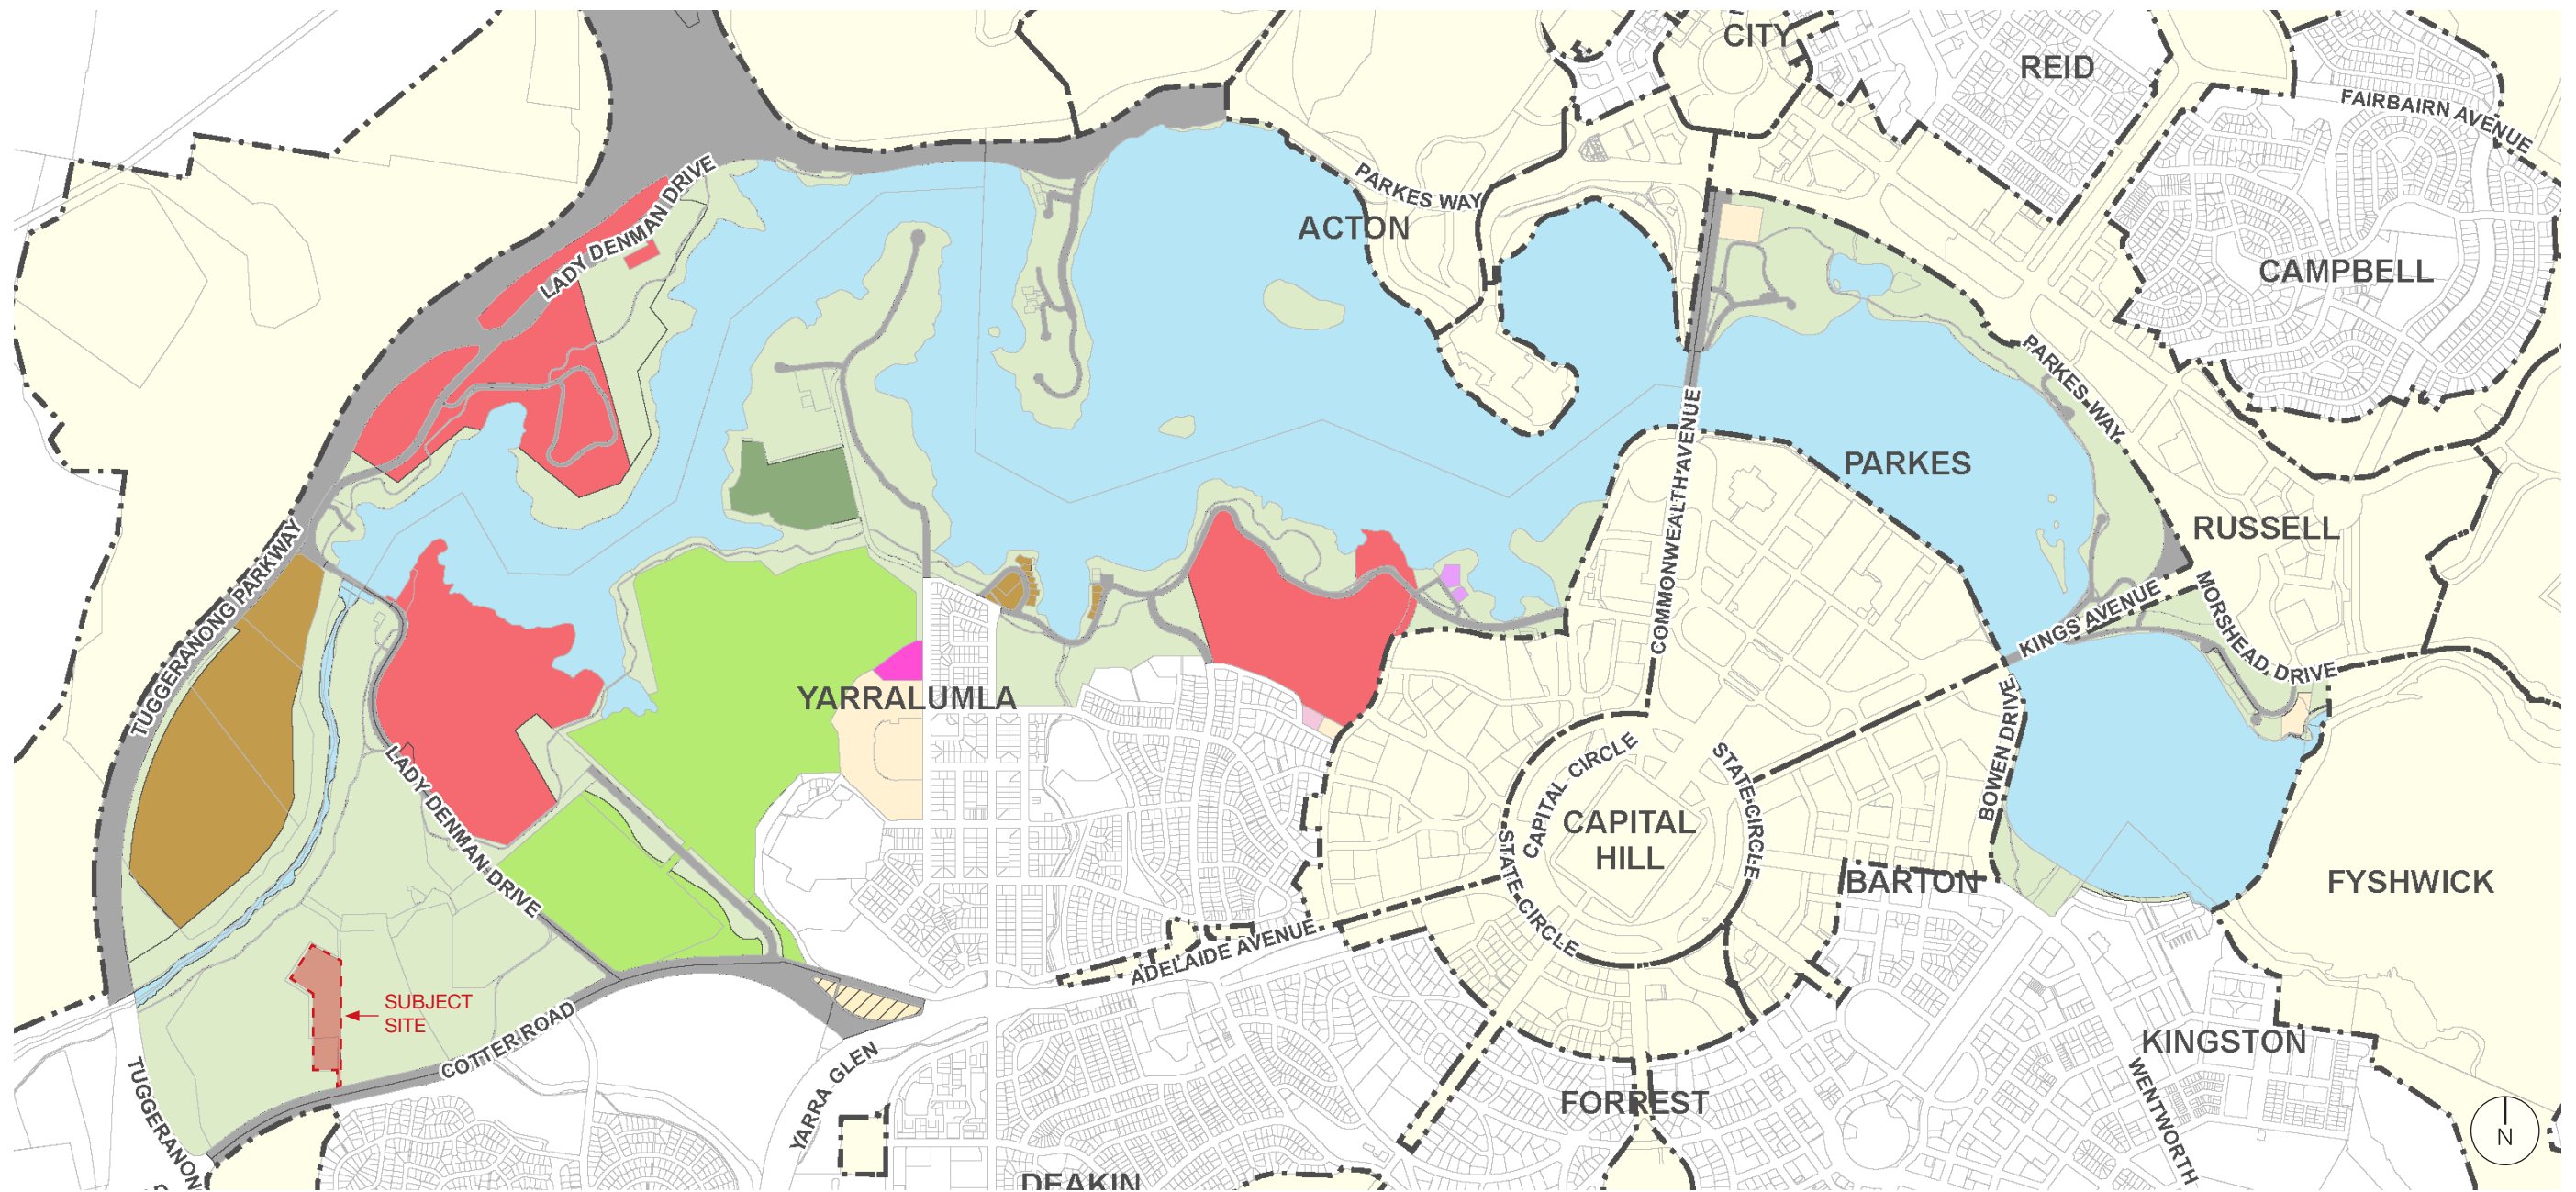 CITY
REID
FAIRBAIRN AVENUE
LADY DENMAN DRIVE
PARKES WAY
ACTON
CAMPBELL
PARKES WAY
COMMONWEALTH AVENUE
PARKES
RUSSELL
TUGGERANONG PARKWAY
MORSHEAD DRIVE
KINGS AVENUE
YARRALUMLA
BOWEN DRIVE
CAPITAL CIRCLE
STATE CIRCLE
LADY DENMAN DRIVE
CAPITAL
HILL
STATE CIRCLE
BARTON
FYSHWICK
ADELAIDE AVENUE
SUBJECT
SITE
COTTER ROAD
YARRA GLEN
KINGSTON
TUGGERANON
WENTWORTH
FORREST
N
DEAKIN